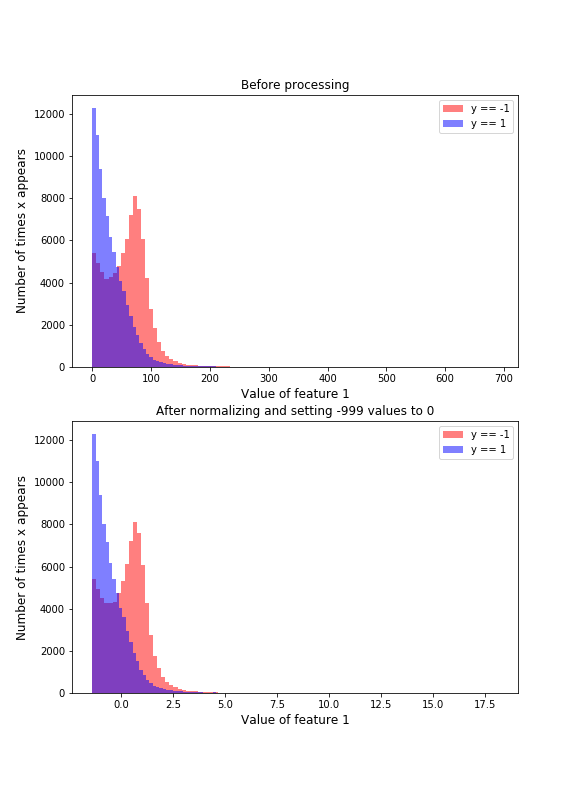 Before processing
y == -1
y == 1
12000
10000
8000
6000
4000
2000
0
Number of times x appears
0 100 200 300 400 500 600 700
Value of feature 1
After normalizing and setting -999 values to 0
y == -1
y == 1
12000
10000
8000
6000
4000
2000
0
Number of times x appears
0.0 2.5 5.0 7.5 10.0 12.5 15.0 17.5
Value of feature 1